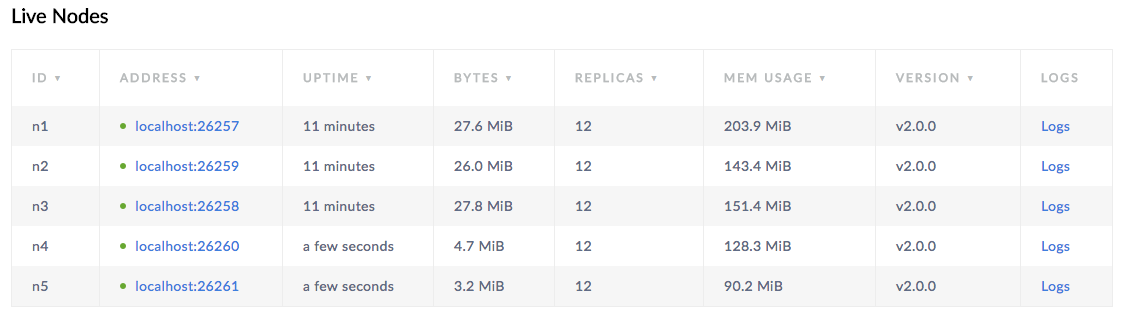 Live Nodes
ID ▼ ADDRESS ▼ UPTIME ▼ BYTES ▼ REPLICAS ▼ MEM USAGE ▼ VERSION ▼ LOGS
n1 localhost:26257 11 minutes 27.6 MiB 12 203.9 MiB v2.0.0 Logs
n2 localhost:26259 11 minutes 26.0 MiB 12 143.4 MiB v2.0.0 Logs
n3 localhost:26258 11 minutes 27.8 MiB 12 151.4 MiB v2.0.0 Logs
n4 localhost:26260 a few seconds 4.7 MiB 12 128.3 MiB v2.0.0 Logs
n5 localhost:26261 a few seconds 3.2 MiB 12 90.2 MiB v2.0.0 Logs